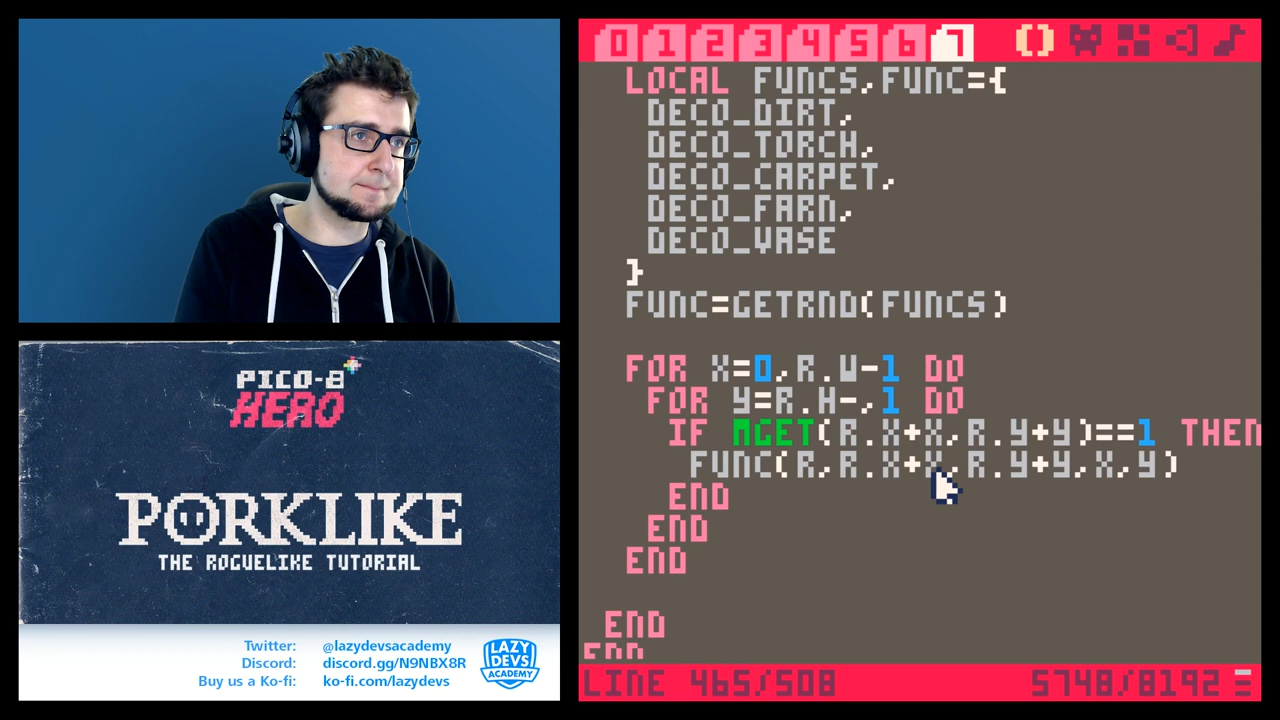 0 1 2 3 4 5 6 7
LOCAL FUNCS,FUNC={
DECO_DIRT,
DECO_TORCH,
DECO_CARPET,
DECO_FARN,
DECO_VASE
}
FUNC=GETRND(FUNCS)
FOR X=0,R.W-1 DO
FOR Y=R.H-,1 DO
IF MGET(R.X+X,R.Y+Y)==1 THEN
FUNC(R,R.X+X,R.Y+Y,X,Y)
END
END
END
END
END
LINE 465/508 5748/8192
PICO-8
HERO
PORKLIKE
THE ROGUELIKE TUTORIAL
Twitter: @lazydevsacademy
Discord: discord.gg/N9NBX8R
Buy us a Ko-fi: ko-fi.com/lazydevs
LAZY
DEVS
ACADEMY